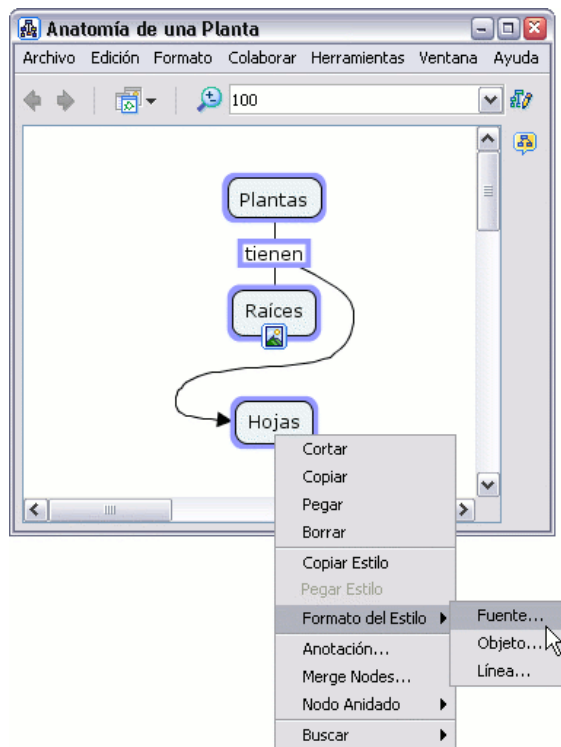 Anatomía de una Planta
Archivo Edición Formato Colaborar Herramientas Ventana Ayuda
100
Plantas
tienen
Raíces
Hojas
Cortar
Copiar
Pegar
Borrar
Copiar Estilo
Pegar Estilo
Formato del Estilo
Fuente...
Objeto...
Línea...
Anotación...
Merge Nodes...
Nodo Anidado
Buscar